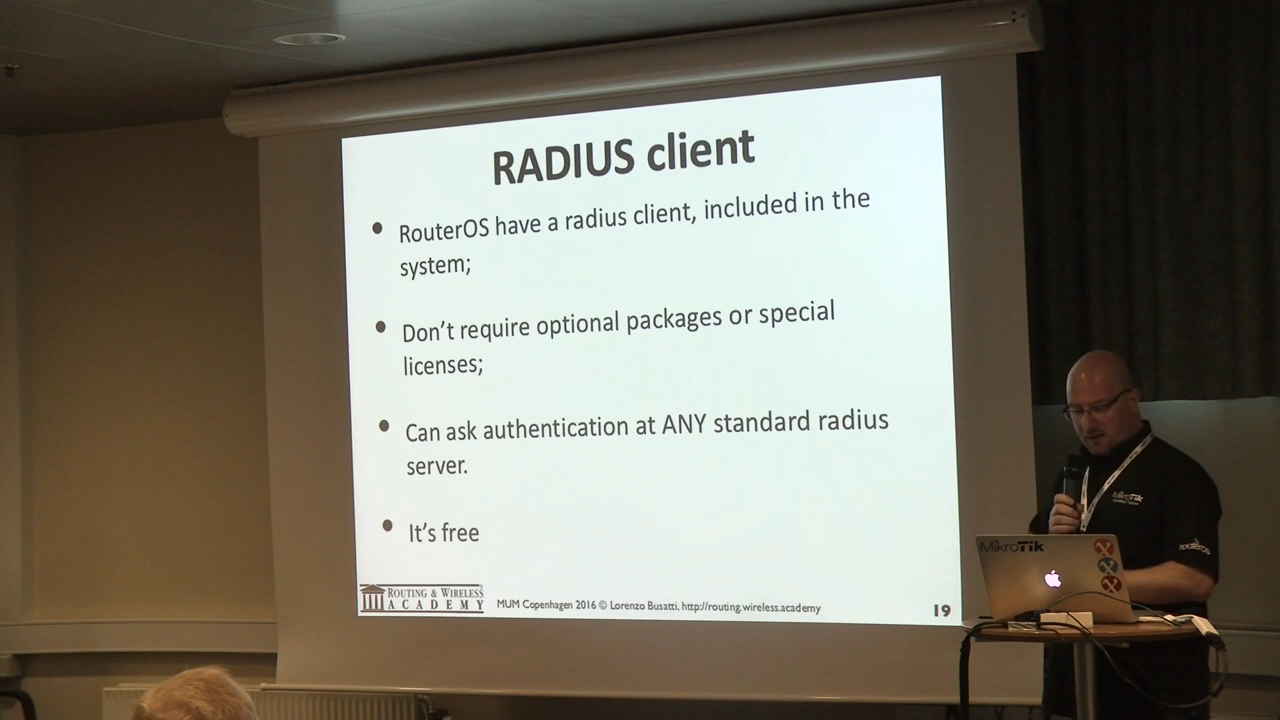 RADIUS client
• RouterOS have a radius client, included in the
system;
• Don't require optional packages or special
licenses;
• Can ask authentication at ANY standard radius
server.
• It's free
ROUTING & WIRELESS
ACADEMY
MUM Copenhagen 2016 © Lorenzo Busatti, http://routing.wireless.academy
19
MikroTik
MikroTik